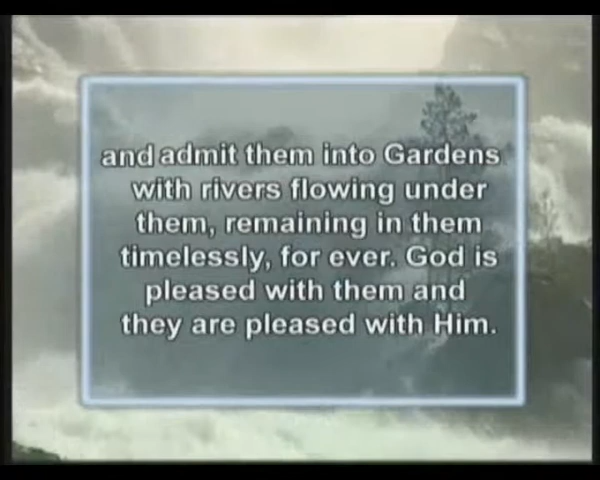 and admit them into Gardens
with rivers flowing under
them, remaining in them
timelessly, for ever. God is
pleased with them and
they are pleased with Him.